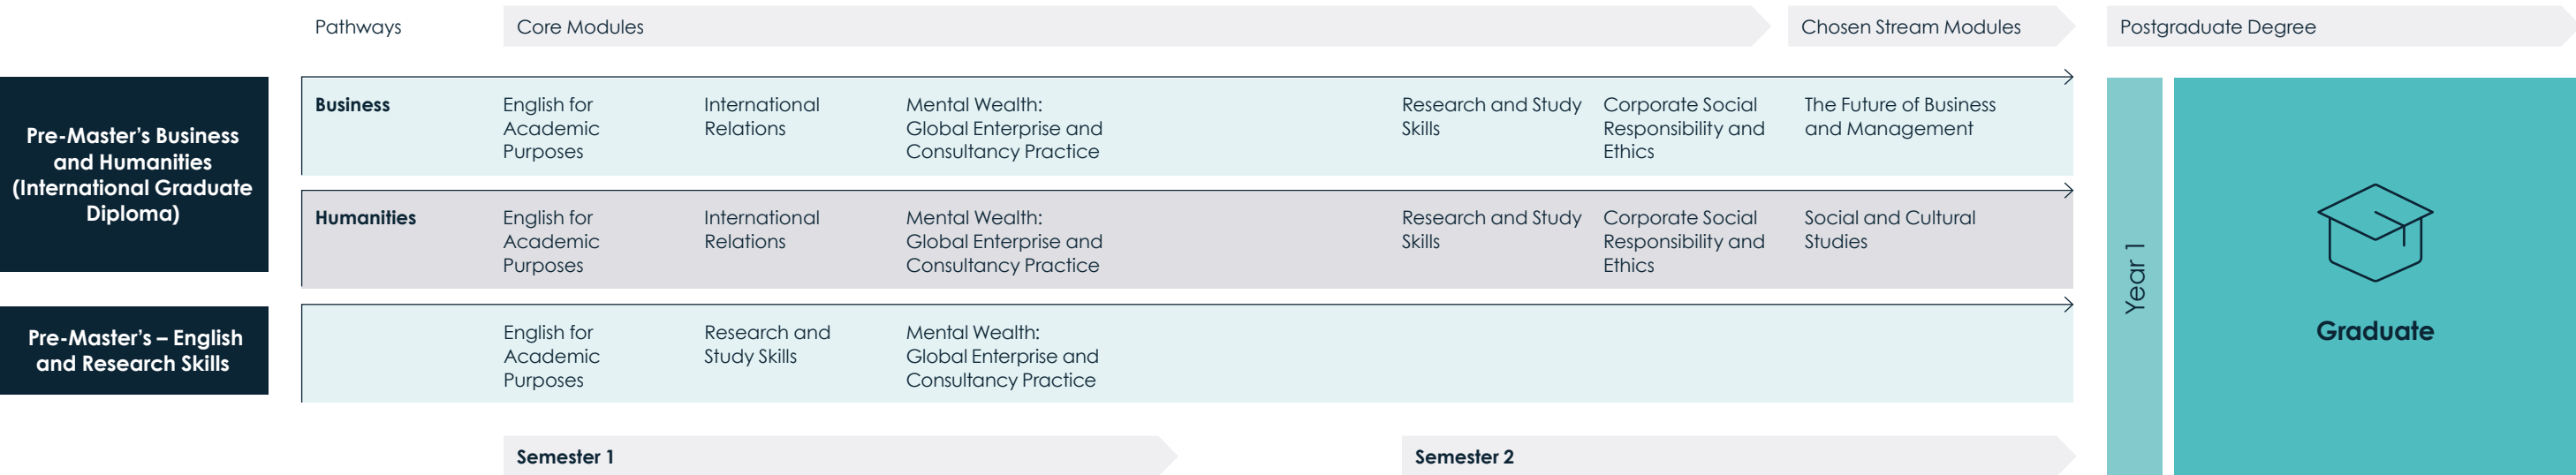 Pathways
Core Modules
Chosen Stream Modules
Postgraduate Degree
Pre-Master’s Business
and Humanities
(International Graduate
Diploma)
Business
English for
Academic
Purposes
International
Relations
Mental Wealth:
Global Enterprise and
Consultancy Practice
Research and Study
Skills
Corporate Social
Responsibility and
Ethics
The Future of Business
and Management
Humanities
English for
Academic
Purposes
International
Relations
Mental Wealth:
Global Enterprise and
Consultancy Practice
Research and Study
Skills
Corporate Social
Responsibility and
Ethics
Social and Cultural
Studies
Pre-Master’s – English
and Research Skills
English for
Academic
Purposes
Research and
Study Skills
Mental Wealth:
Global Enterprise and
Consultancy Practice
Year 1
Graduate
Semester 1
Semester 2